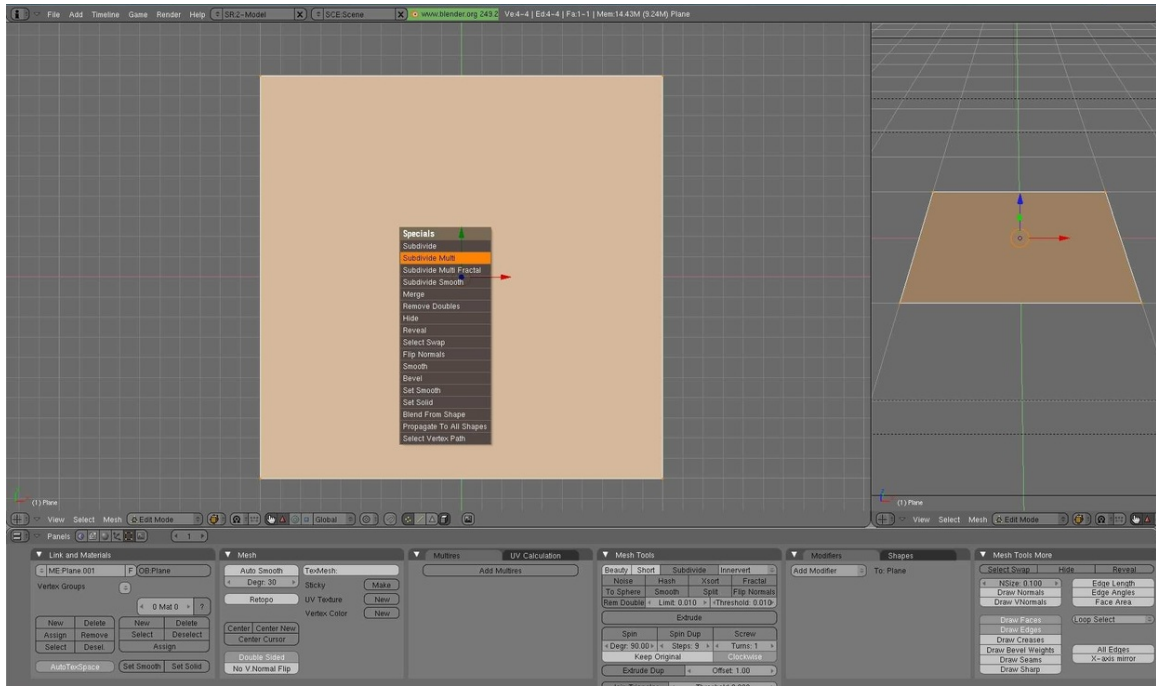 File Add Timeline Game Render Help SR:2-Model X SCE:Scene X www.blender.org 243.2 Ve:4-4 | Ed:4-4 | Fa:1-1 | Mem:14.43M (9.24M) Plane
Specials
Subdivide
Subdivide Multi
Subdivide Multi Fractal
Subdivide Smooth
Merge
Remove Doubles
Hide
Reveal
Select Swap
Flip Normals
Smooth
Bevel
Set Smooth
Set Solid
Blend From Shape
Propagate To All Shapes
Select Vertex Path
(1) Plane
(1) Plane
View Select Mesh Edit Mode Global
View Select Mesh Edit Mode
Panels 1
Link and Materials
ME:Plane.001 F OB:Plane
Vertex Groups
0 Mat 0 ?
New Delete New Delete
Assign Remove Select Deselect
Select Desel. Assign
AutoTexSpace Set Smooth Set Solid
Mesh
Auto Smooth TexMesh:
Degr: 30 Sticky Make
Retopo UV Texture New
Vertex Color New
Center Center New
Center Cursor
Double Sided
No V.Normal Flip
Multires UV Calculation
Add Multires
Mesh Tools
Beauty Short Subdivide Innervert
Noise Hash Xsort Fractal
To Sphere Smooth Split Flip Normals
Rem Double Limit: 0.010 Threshold: 0.010
Extrude
Spin Spin Dup Screw
Degr: 90.00 Steps: 9 Turns: 1
Keep Original Clockwise
Extrude Dup Offset: 1.00
Modifiers Shapes
Add Modifier To: Plane
Mesh Tools More
Select Swap Hide Reveal
NSize: 0.100 Edge Length
Draw Normals Edge Angles
Draw VNormals Face Area
Draw Faces Loop Select
Draw Edges
Draw Creases
Draw Bevel Weights All Edges
Draw Seams X-axis mirror
Draw Sharp